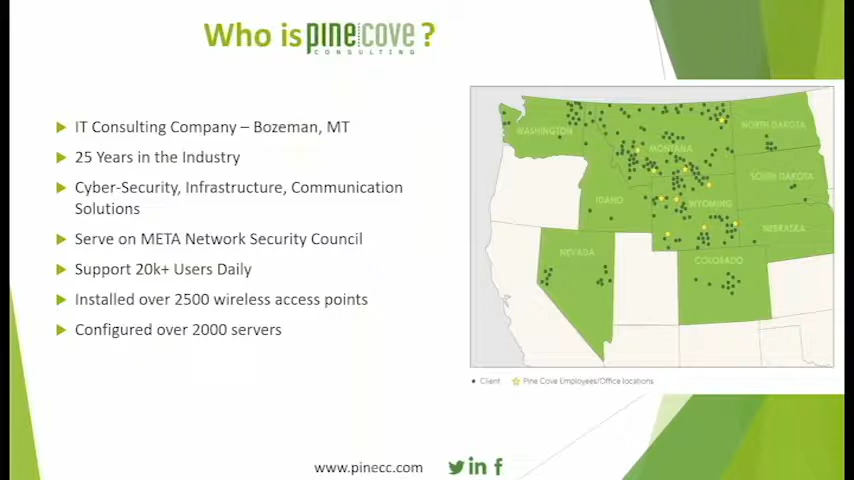 Who is pine cove ?
CONSULTING
IT Consulting Company – Bozeman, MT
25 Years in the Industry
Cyber-Security, Infrastructure, Communication
Solutions
Serve on META Network Security Council
Support 20k+ Users Daily
Installed over 2500 wireless access points
Configured over 2000 servers
WASHINGTON
MONTANA
NORTH DAKOTA
SOUTH DAKOTA
IDAHO
WYOMING
NEBRASKA
NEVADA
COLORADO
Client
Pine Cove Employees/Office locations
www.pinecc.com